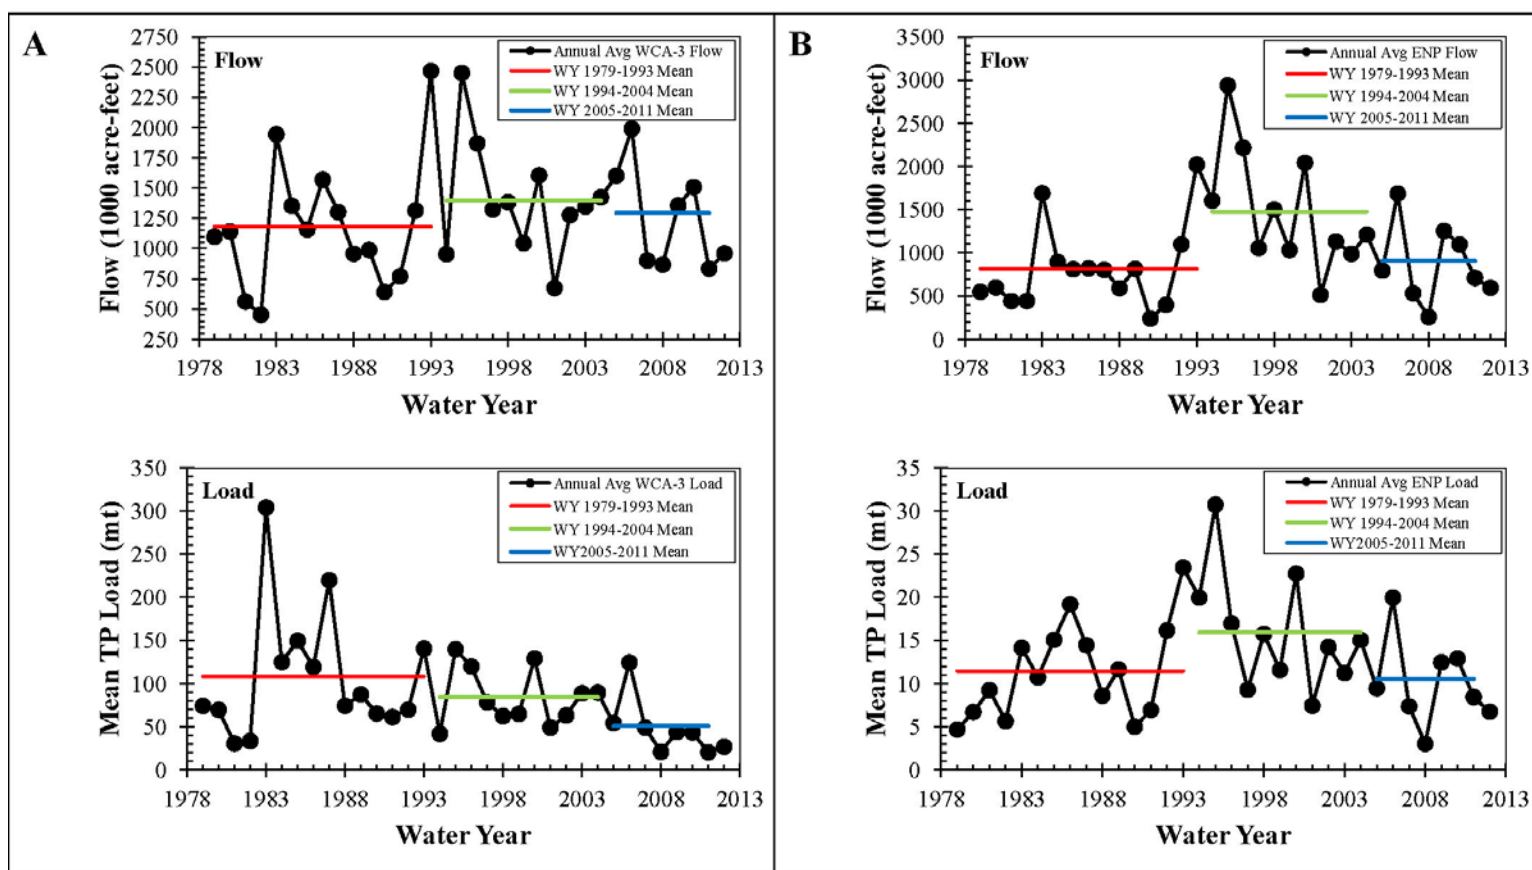 A
Flow
Annual Avg WCA-3 Flow
WY 1979-1993 Mean
WY 1994-2004 Mean
WY 2005-2011 Mean
Flow (1000 acre-feet)
2750
2500
2250
2000
1750
1500
1250
1000
750
500
250
1978 1983 1988 1993 1998 2003 2008 2013
Water Year
Load
Annual Avg WCA-3 Load
WY 1979-1993 Mean
WY 1994-2004 Mean
WY2005-2011 Mean
Mean TP Load (mt)
350
300
250
200
150
100
50
0
1978 1983 1988 1993 1998 2003 2008 2013
Water Year
B
Flow
Annual Avg ENP Flow
WY 1979-1993 Mean
WY 1994-2004 Mean
WY 2005-2011 Mean
Flow (1000 acre-feet)
3500
3000
2500
2000
1500
1000
500
0
1978 1983 1988 1993 1998 2003 2008 2013
Water Year
Load
Annual Avg ENP Load
WY 1979-1993 Mean
WY 1994-2004 Mean
WY2005-2011 Mean
Mean TP Load (mt)
35
30
25
20
15
10
5
0
1978 1983 1988 1993 1998 2003 2008 2013
Water Year